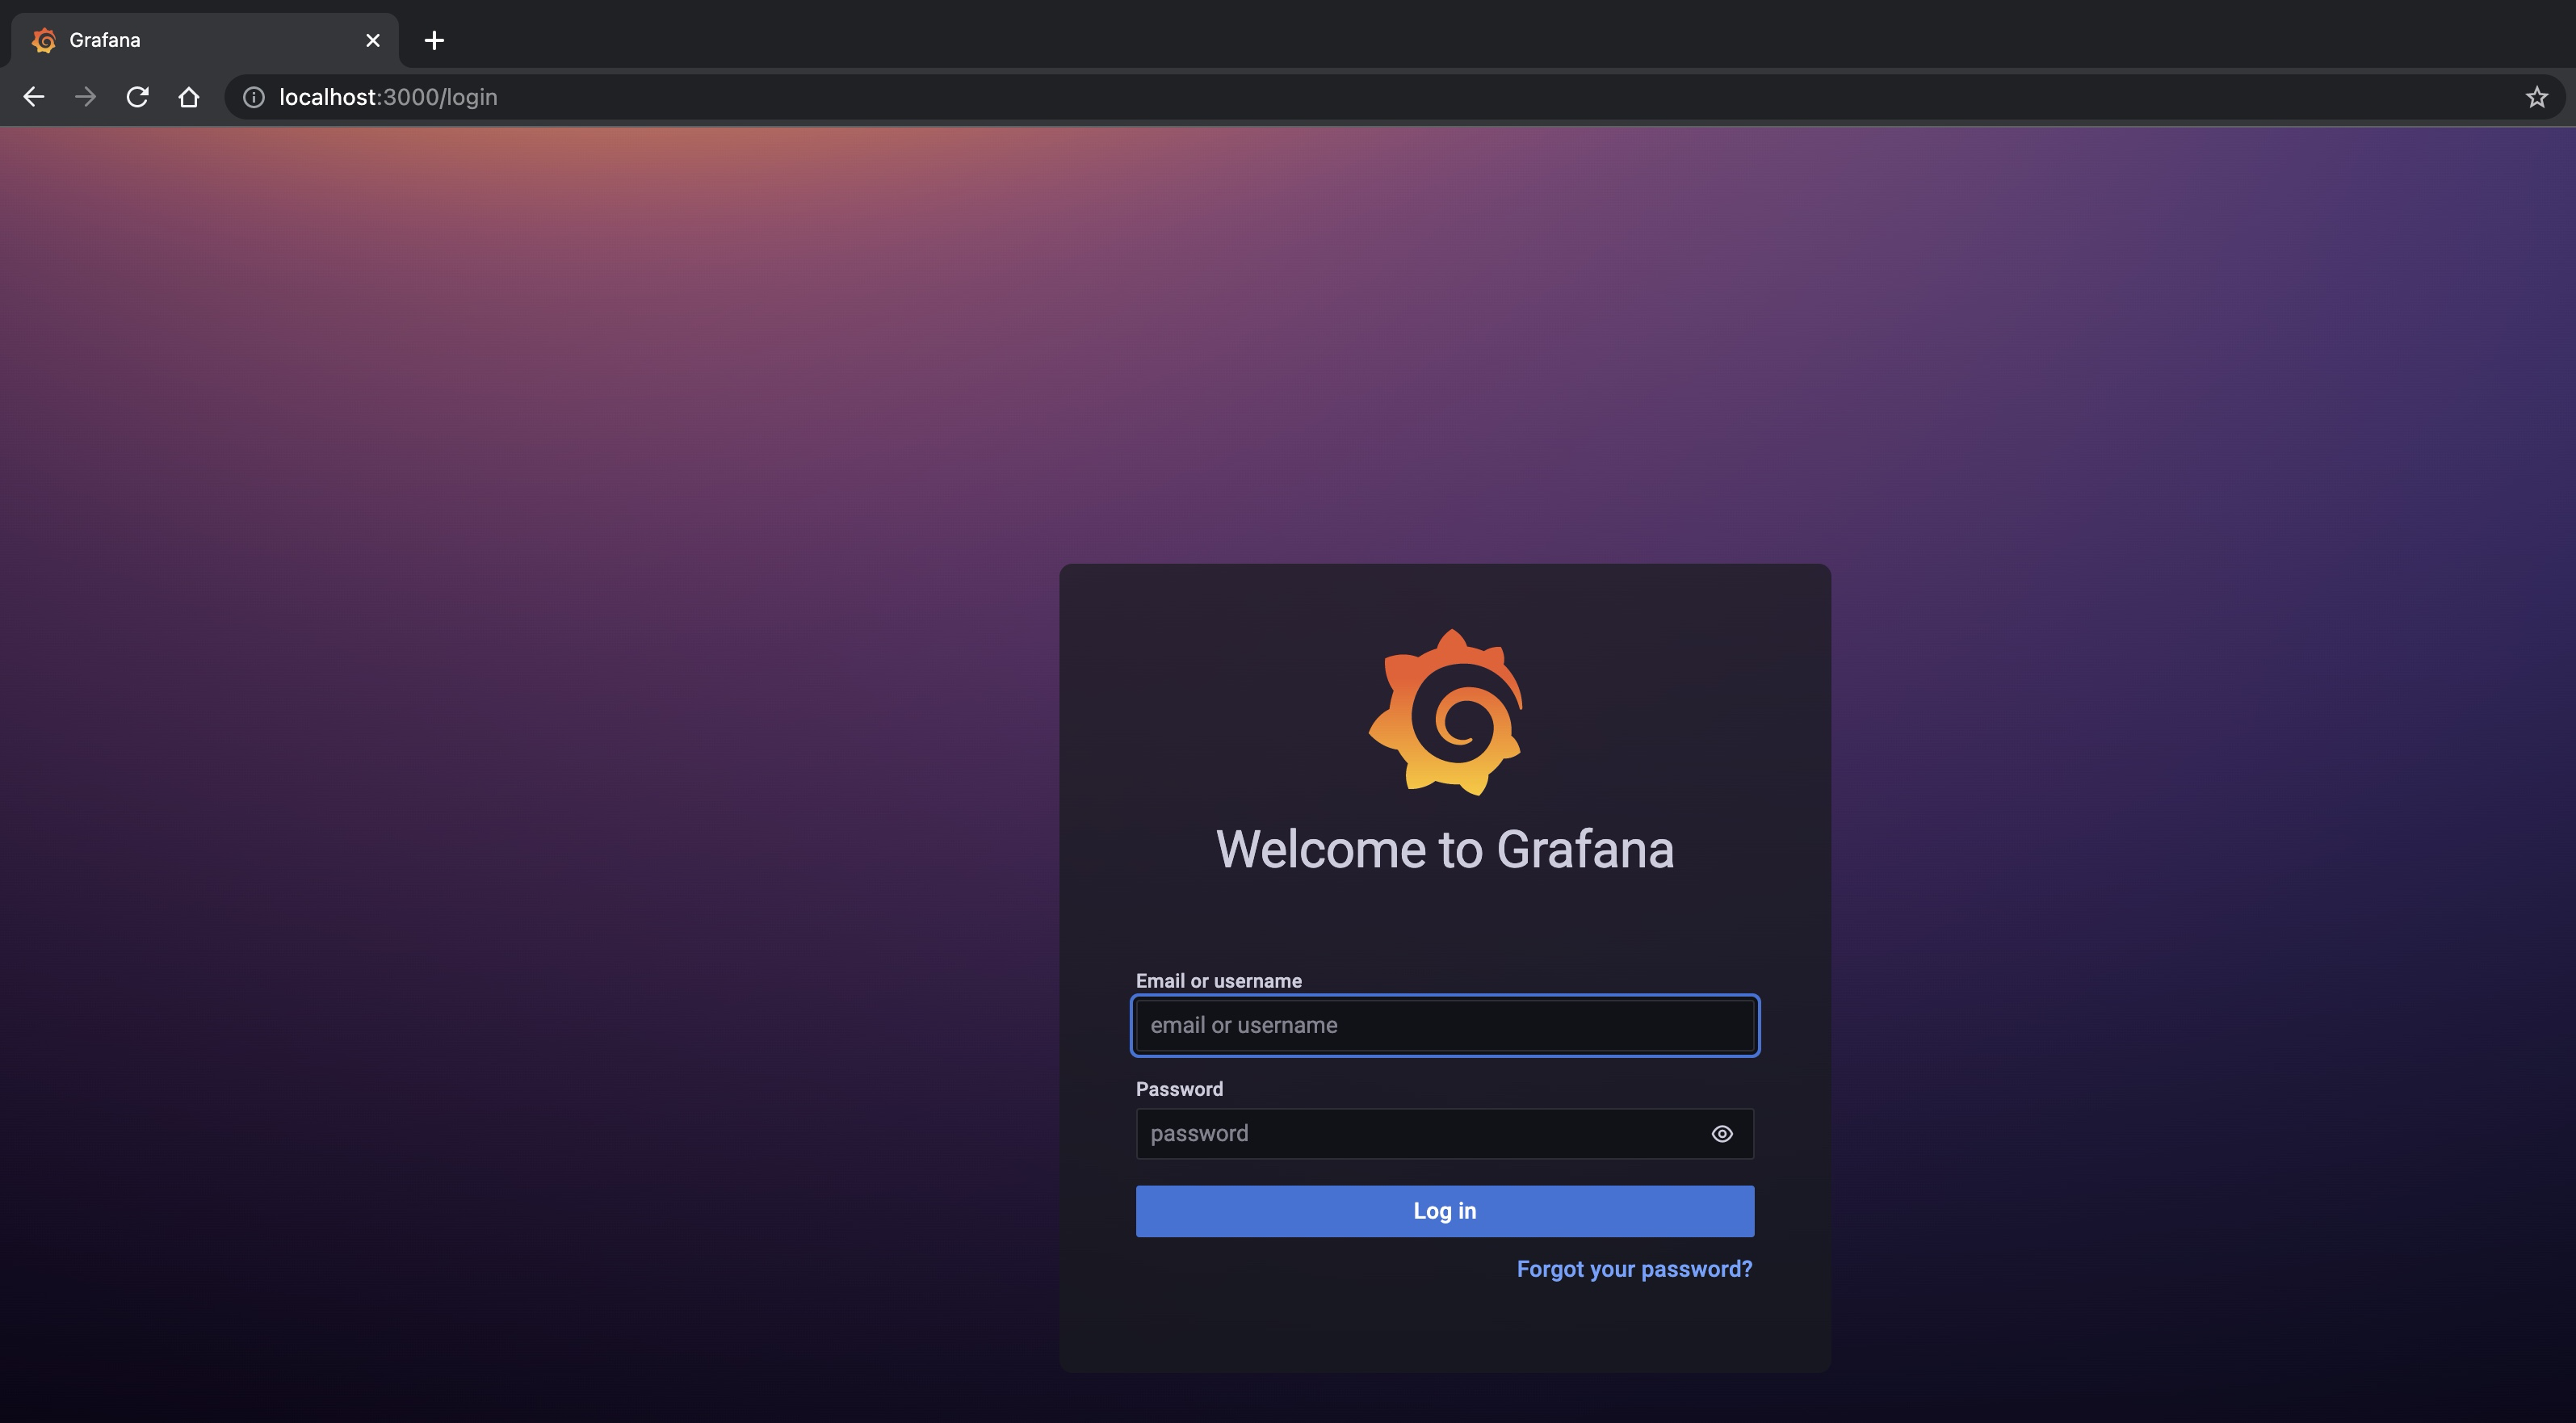 Grafana
localhost:3000/login
Welcome to Grafana
Email or username
email or username
Password
password
Log in
Forgot your password?